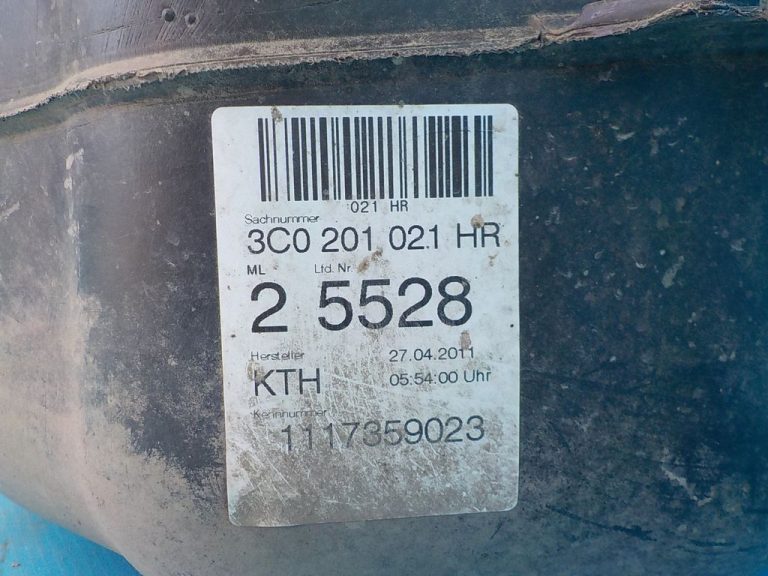 021 HR
Sachnummer
3C0 201 021 HR
ML Lfd. Nr.
2 5528
Hersteller 27.04.2011
KTH 05:54:00 Uhr
Kennnummer
1117359023